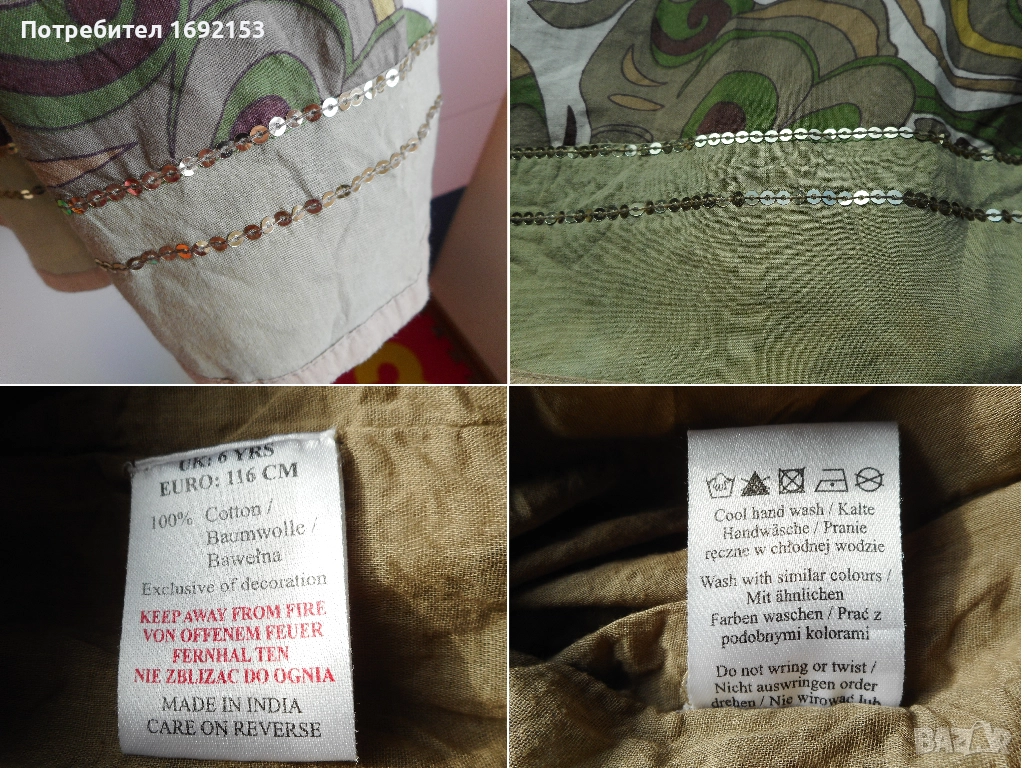 Потребител 1692153
UK: 6 YRS
EURO: 116 CM
100% Cotton /
Baumwolle /
Bawełna
Exclusive of decoration
KEEP AWAY FROM FIRE
VON OFFENEM FEUER
FERNHALTEN
NIE ZBLIZAC DO OGNIA
MADE IN INDIA
CARE ON REVERSE
Cool hand wash / Kalte
Handwäsche / Pranie
ręczne w chłodnej wodzie
Wash with similar colours /
Mit ähnlichen
Farben waschen / Prać z
podobnymi kolorami
Do not wring or twist /
Nicht auswringen order
drehen / Nie wirować lub
BAZAR